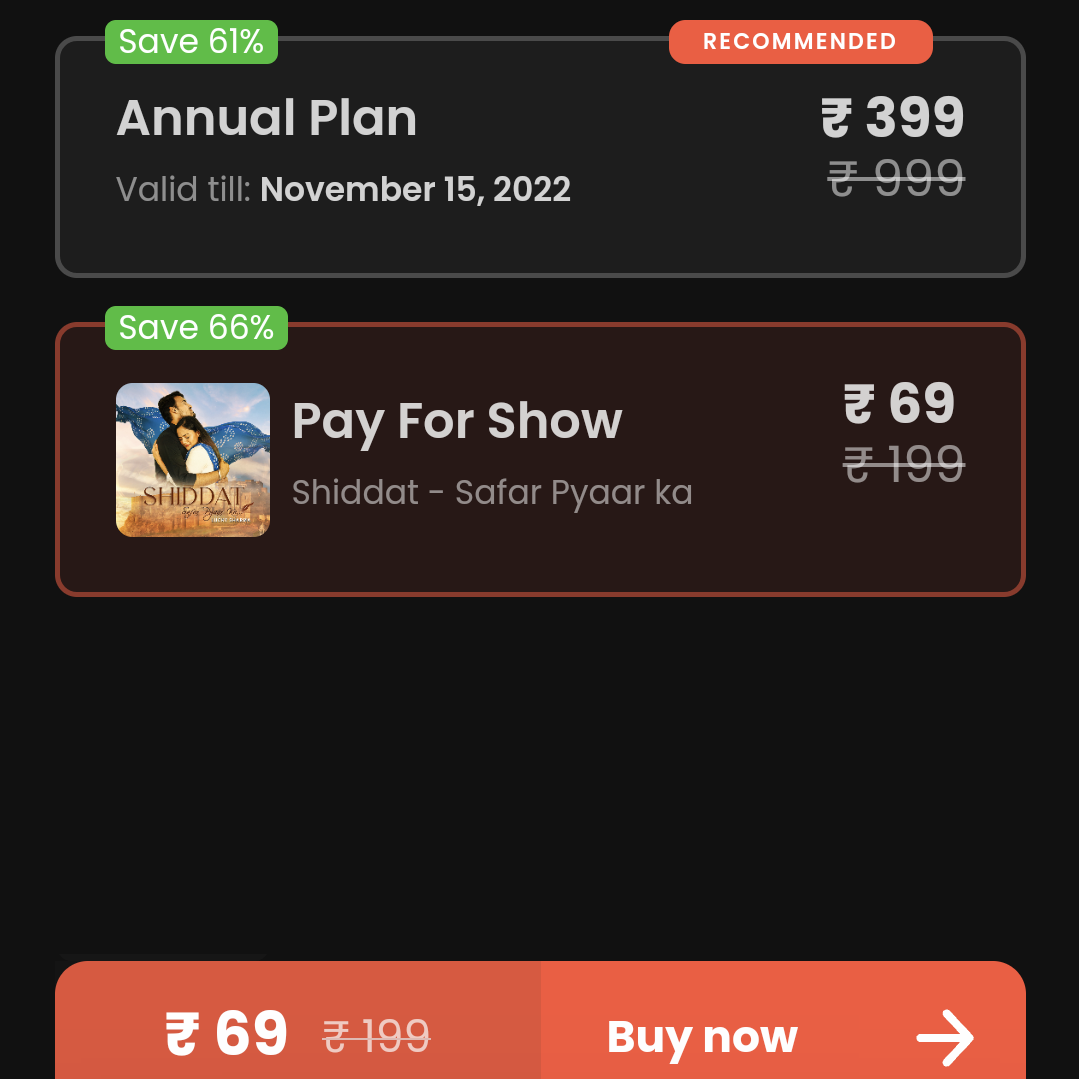 Save 61%
RECOMMENDED
Annual Plan
₹ 399
₹ 999
Valid till: November 15, 2022
Save 66%
SHIDDAT
Pay For Show
₹ 69
₹ 199
Shiddat - Safar Pyaar ka
₹ 69 ₹ 199 Buy now